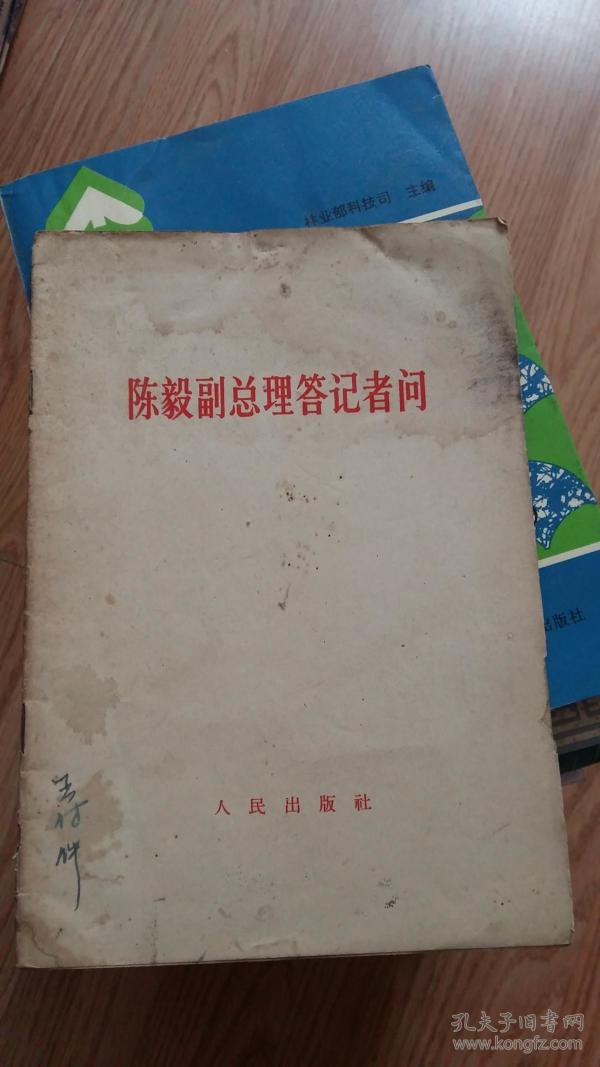 林业部科技司 主编
陈毅副总理答记者问
出版社
人民出版社
孔夫子旧书网
www.kongfz.com